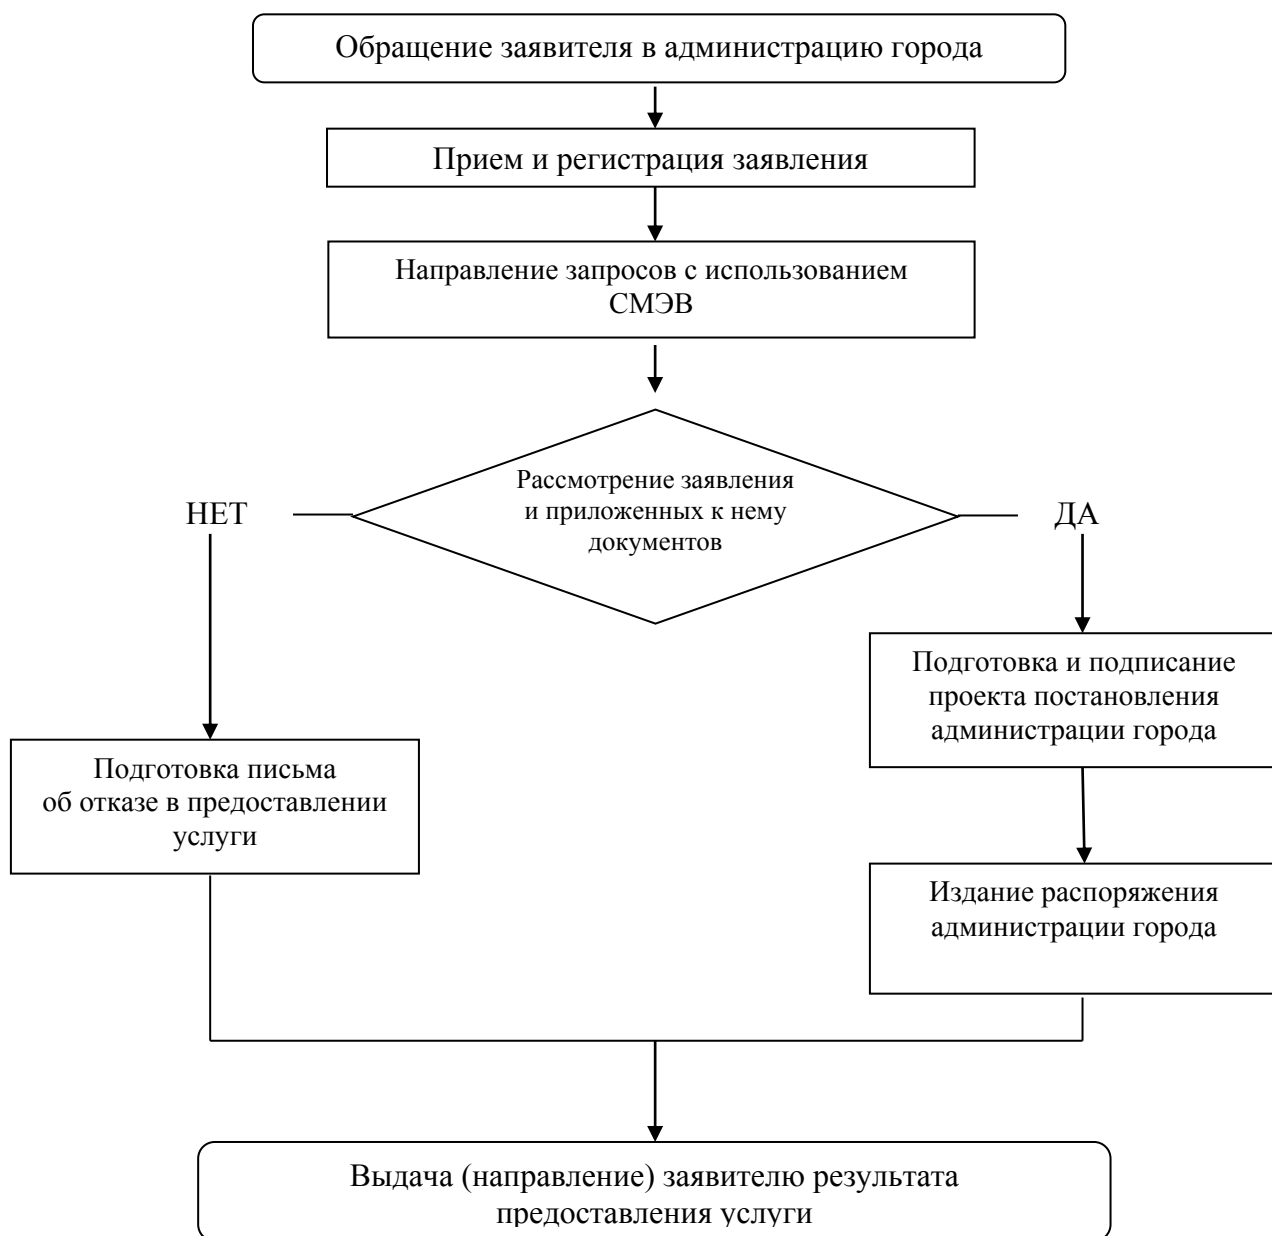 Обращение заявителя в администрацию города
Прием и регистрация заявления
Направление запросов с использованием
СМЭВ
Рассмотрение заявления
и приложенных к нему
документов
НЕТ
ДА
Подготовка и подписание
проекта постановления
администрации города
Подготовка письма
об отказе в предоставлении
услуги
Издание распоряжения
администрации города
Выдача (направление) заявителю результата
предоставления услуги